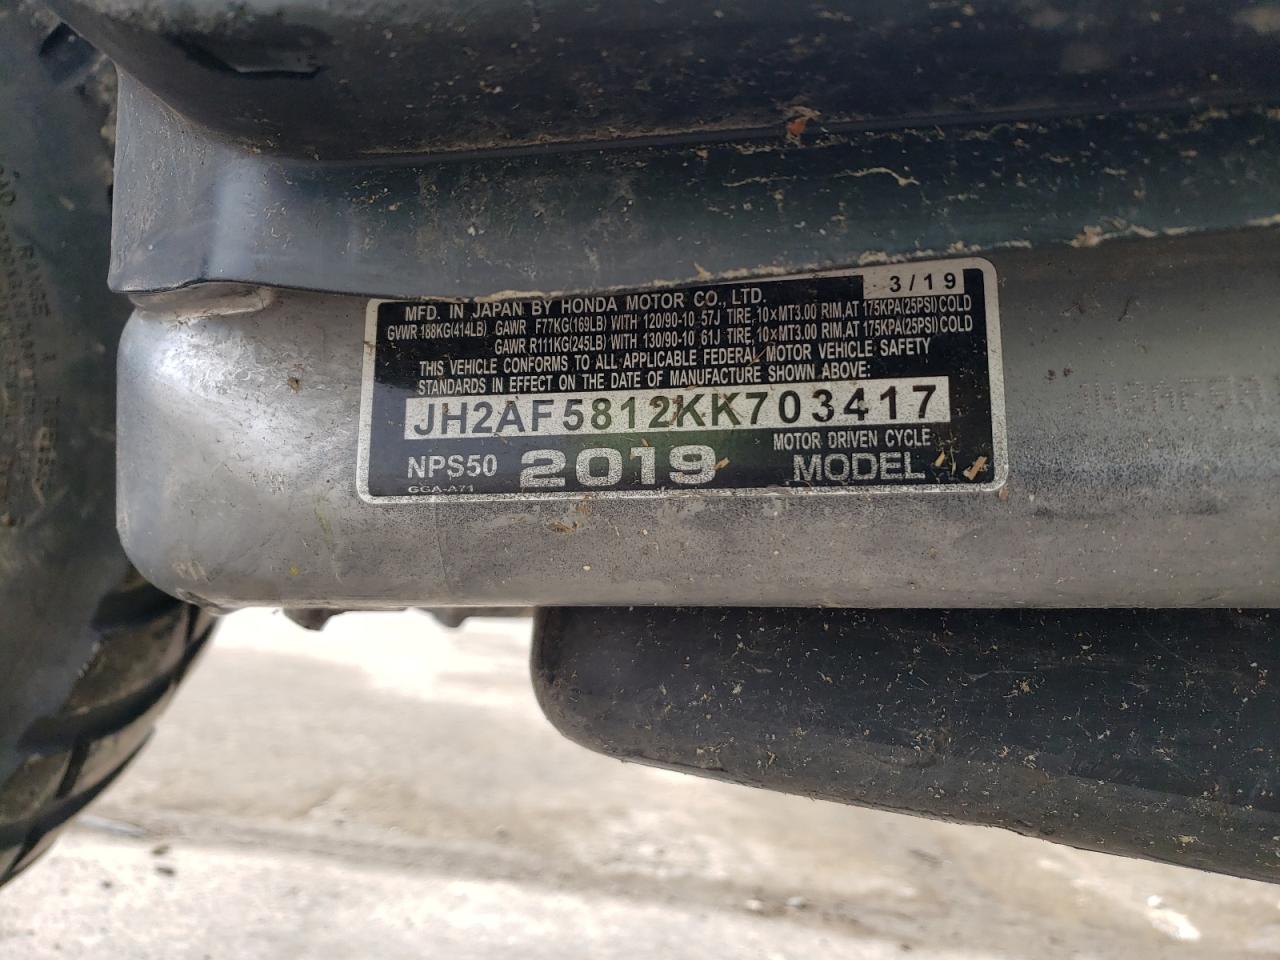 3/19
MFD. IN JAPAN BY HONDA MOTOR CO., LTD.
GVWR 188KG(414LB) GAWR F77KG(169LB) WITH 120/90-10 57J TIRE, 10×MT3.00 RIM, AT 175KPA(25PSI) COLD
GAWR R111KG(245LB) WITH 130/90-10 61J TIRE, 10×MT3.00 RIM, AT 175KPA(25PSI) COLD
THIS VEHICLE CONFORMS TO ALL APPLICABLE FEDERAL MOTOR VEHICLE SAFETY
STANDARDS IN EFFECT ON THE DATE OF MANUFACTURE SHOWN ABOVE:
JH2AF5812KK703417
MOTOR DRIVEN CYCLE
NPS50 2019 MODEL
GGA-A71